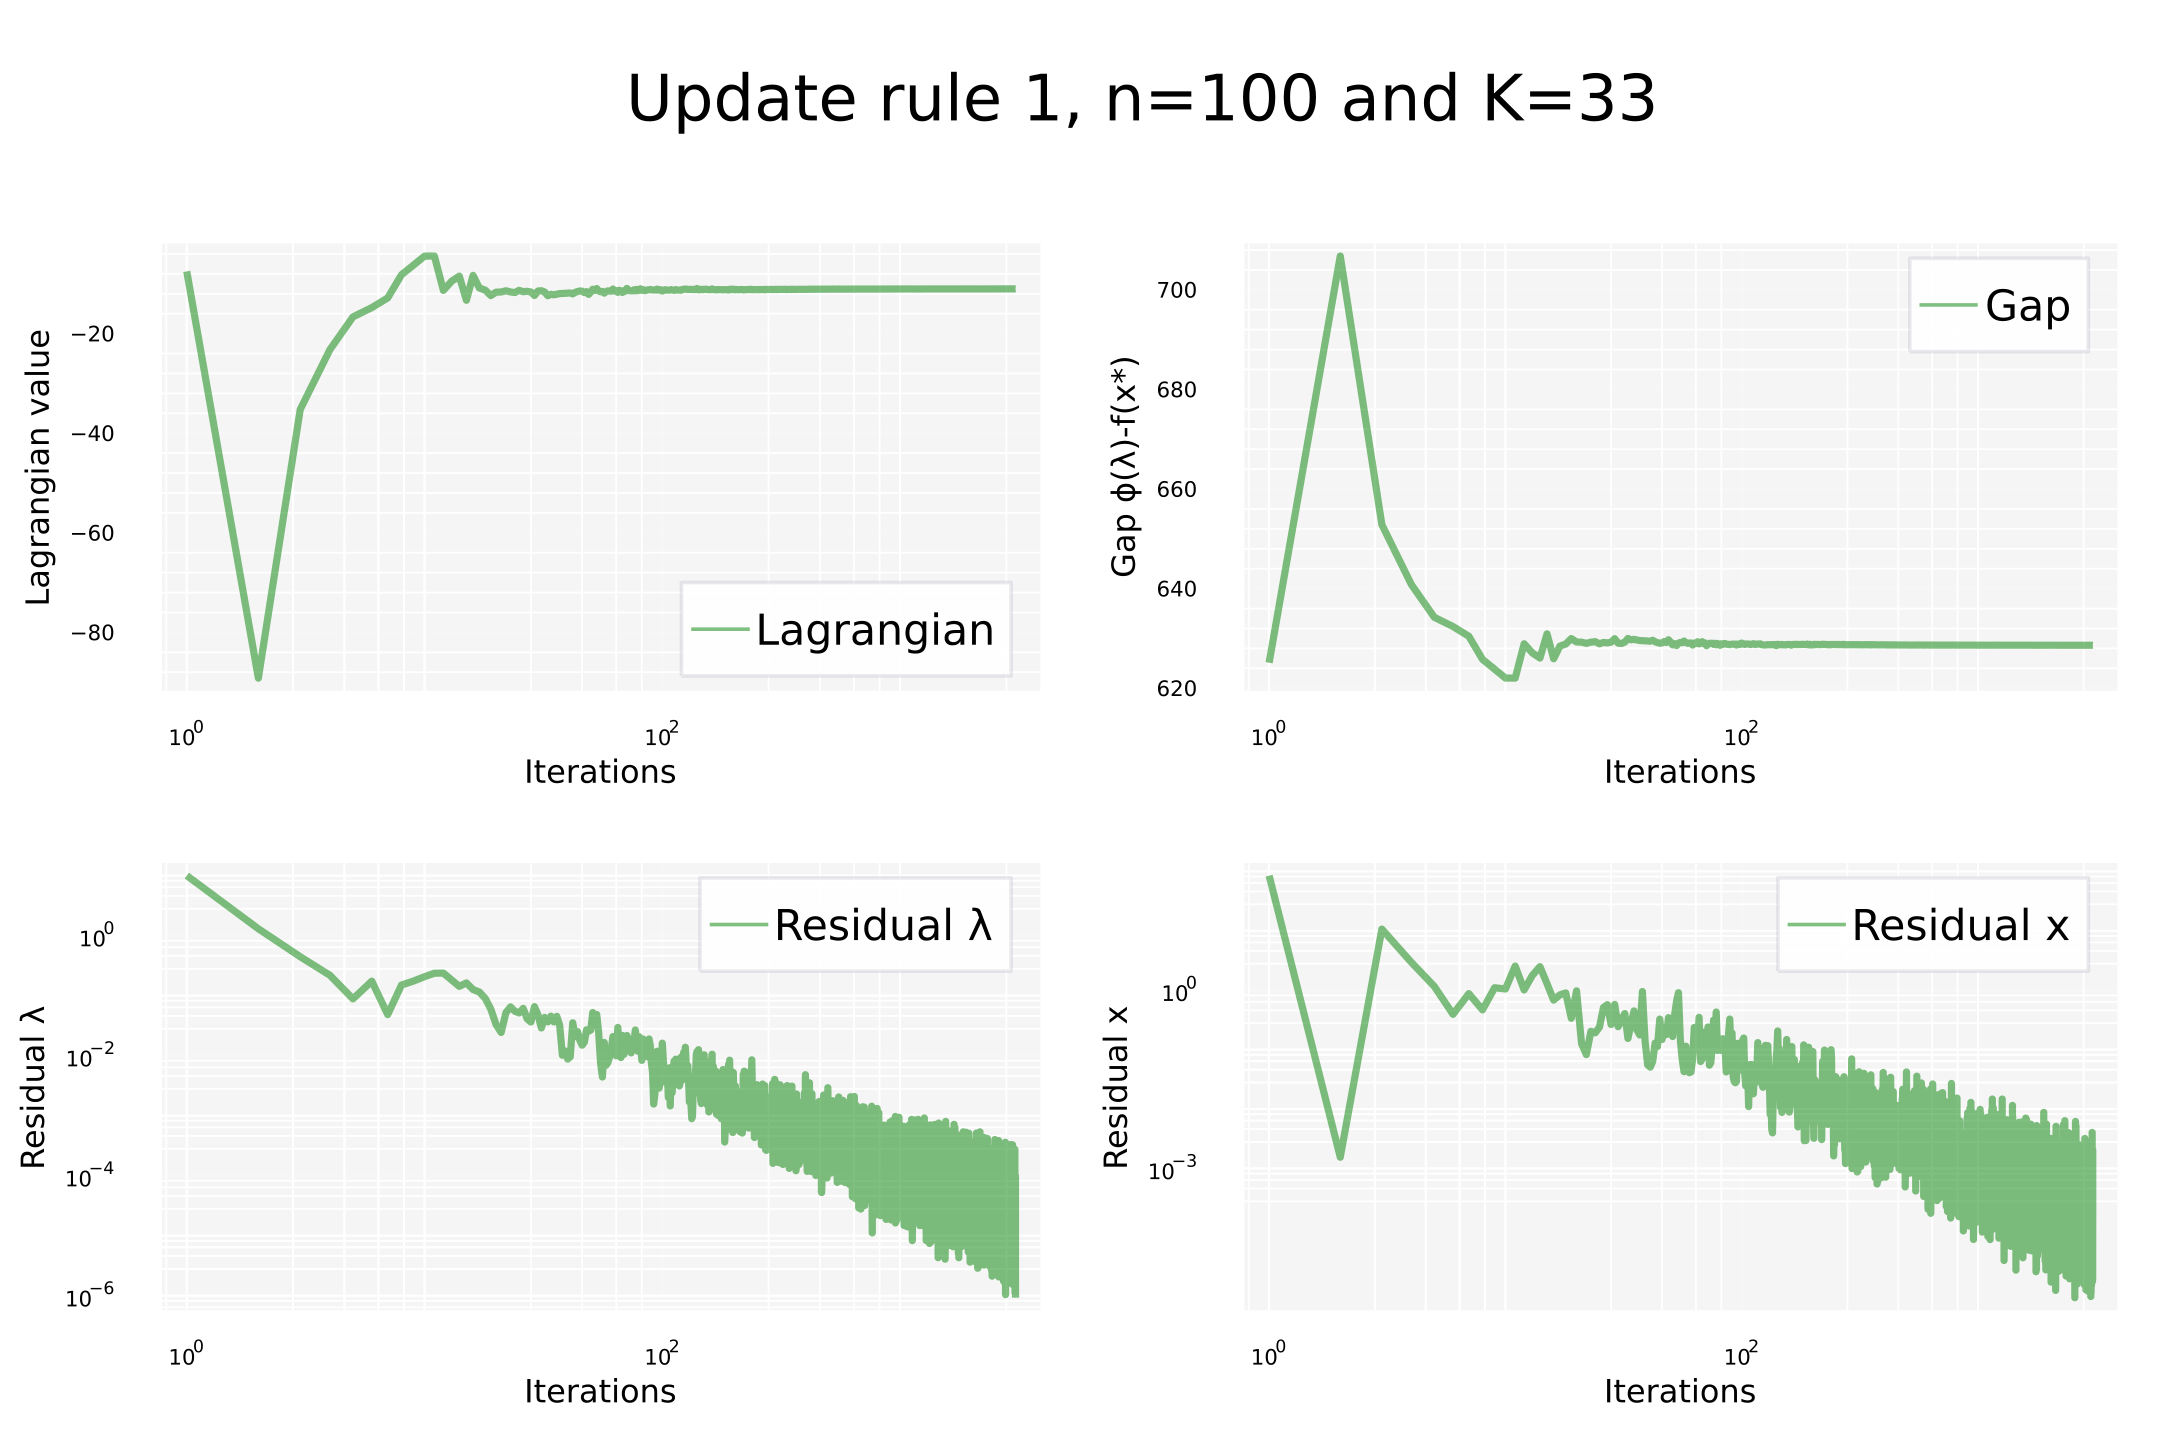 Update rule 1, n=100 and K=33
Lagrangian value
−20
−40
−60
−80
Lagrangian
10^0
10^2
Iterations
Gap ϕ(λ)-f(x*)
700
680
660
640
620
Gap
10^0
10^2
Iterations
Residual λ
10^0
10^−2
10^−4
10^−6
Residual λ
10^0
10^2
Iterations
Residual x
10^0
10^−3
Residual x
10^0
10^2
Iterations